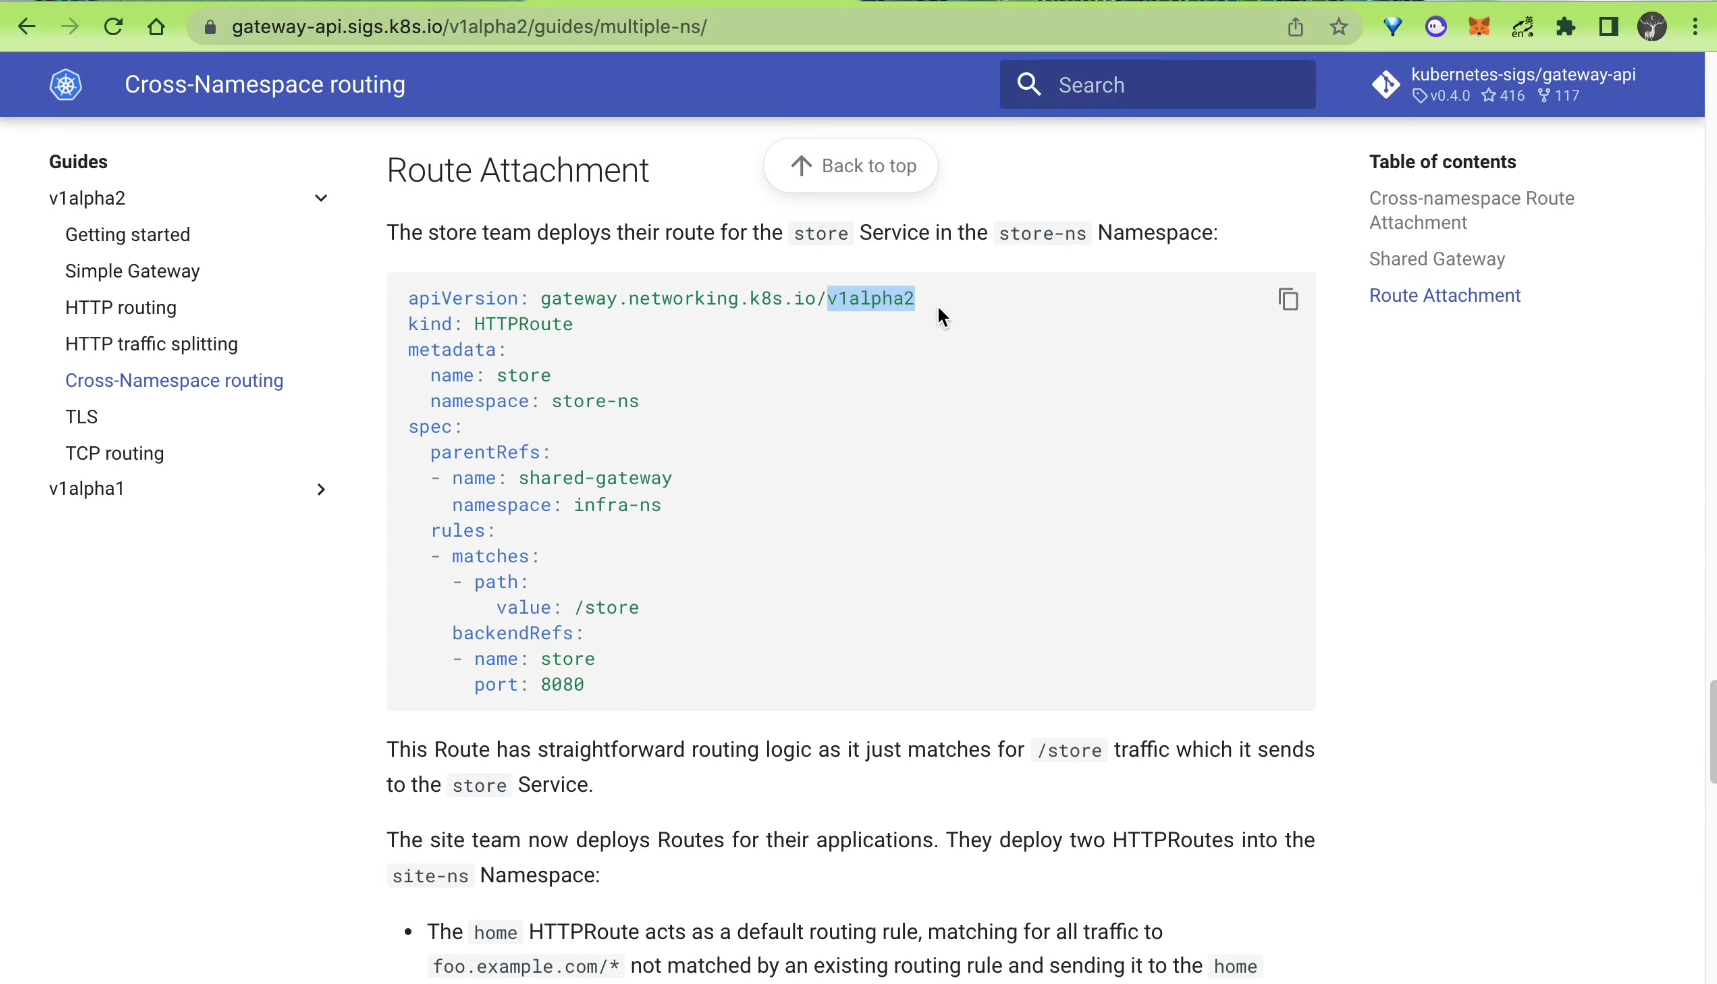 gateway-api.sigs.k8s.io/v1alpha2/guides/multiple-ns/
en
Cross-Namespace routing
Search
kubernetes-sigs/gateway-api
v0.4.0 416 117
Guides
v1alpha2
Getting started
Simple Gateway
HTTP routing
HTTP traffic splitting
Cross-Namespace routing
TLS
TCP routing
v1alpha1
Route Attachment
Back to top
The store team deploys their route for the store Service in the store-ns Namespace:
apiVersion: gateway.networking.k8s.io/v1alpha2
kind: HTTPRoute
metadata:
  name: store
  namespace: store-ns
spec:
  parentRefs:
  - name: shared-gateway
    namespace: infra-ns
  rules:
  - matches:
    - path:
        value: /store
    backendRefs:
    - name: store
      port: 8080
This Route has straightforward routing logic as it just matches for /store traffic which it sends
to the store Service.
The site team now deploys Routes for their applications. They deploy two HTTPRoutes into the
site-ns Namespace:
• The home HTTPRoute acts as a default routing rule, matching for all traffic to
foo.example.com/* not matched by an existing routing rule and sending it to the home
Table of contents
Cross-namespace Route
Attachment
Shared Gateway
Route Attachment